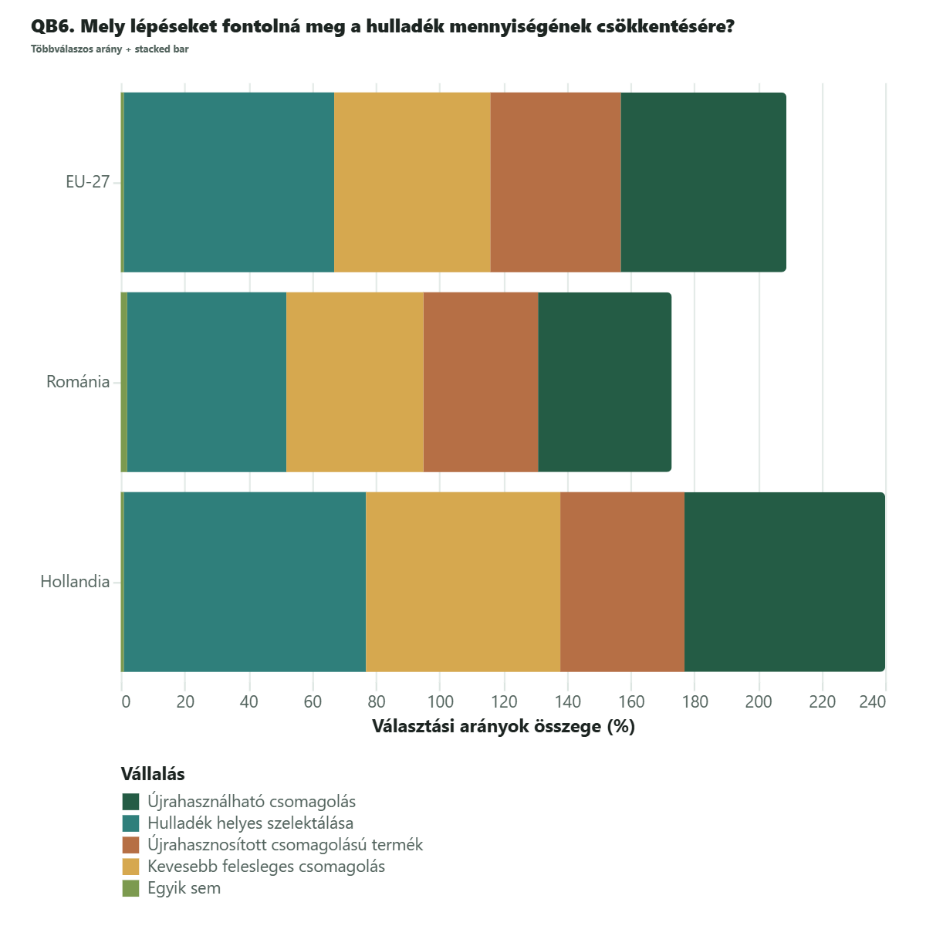 QB6. Mely lépéseket fontolná meg a hulladék mennyiségének csökkentésére?
Többválaszos arány + stacked bar
EU-27
Románia
Hollandia
0 20 40 60 80 100 120 140 160 180 200 220 240
Választási arányok összege (%)
Vállalás
Újrahasználható csomagolás
Hulladék helyes szelektálása
Újrahasznosított csomagolású termék
Kevesebb felesleges csomagolás
Egyik sem